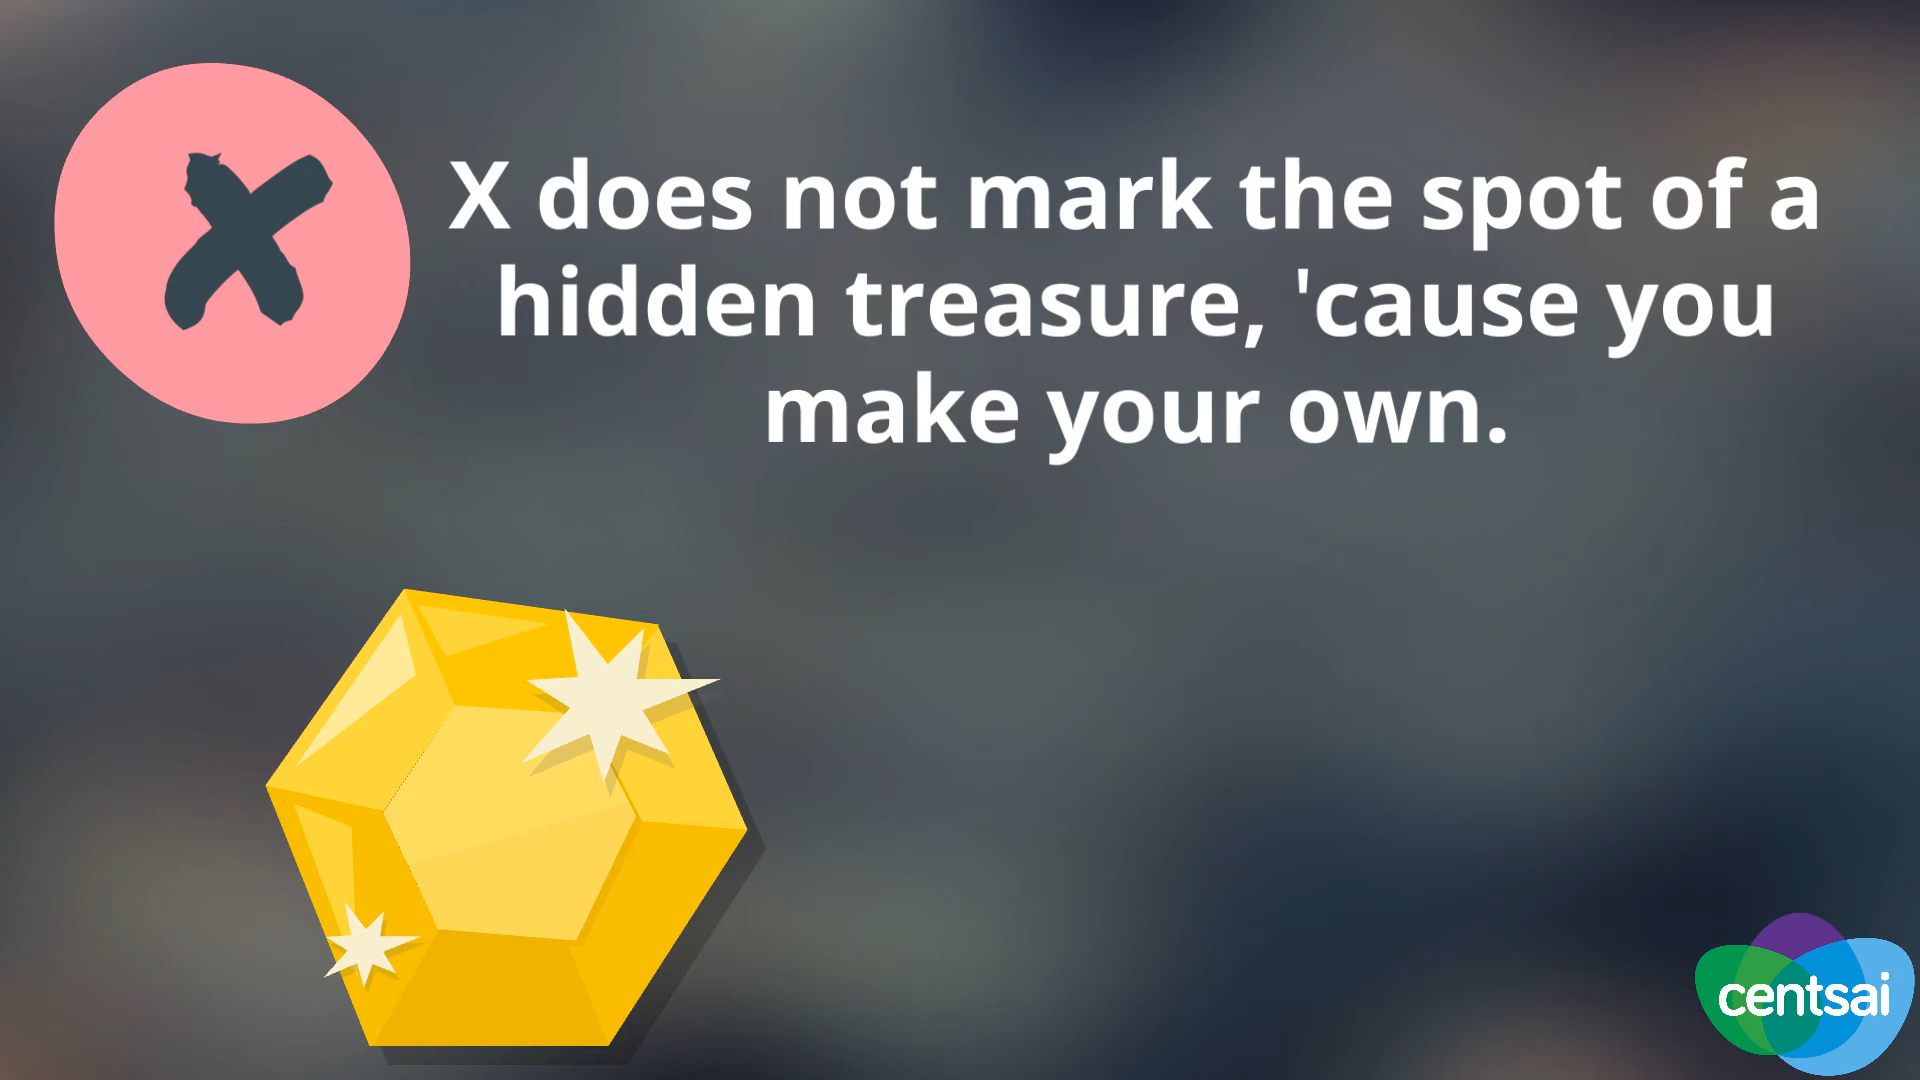 X does not mark the spot of a
hidden treasure, 'cause you
make your own.
centsai